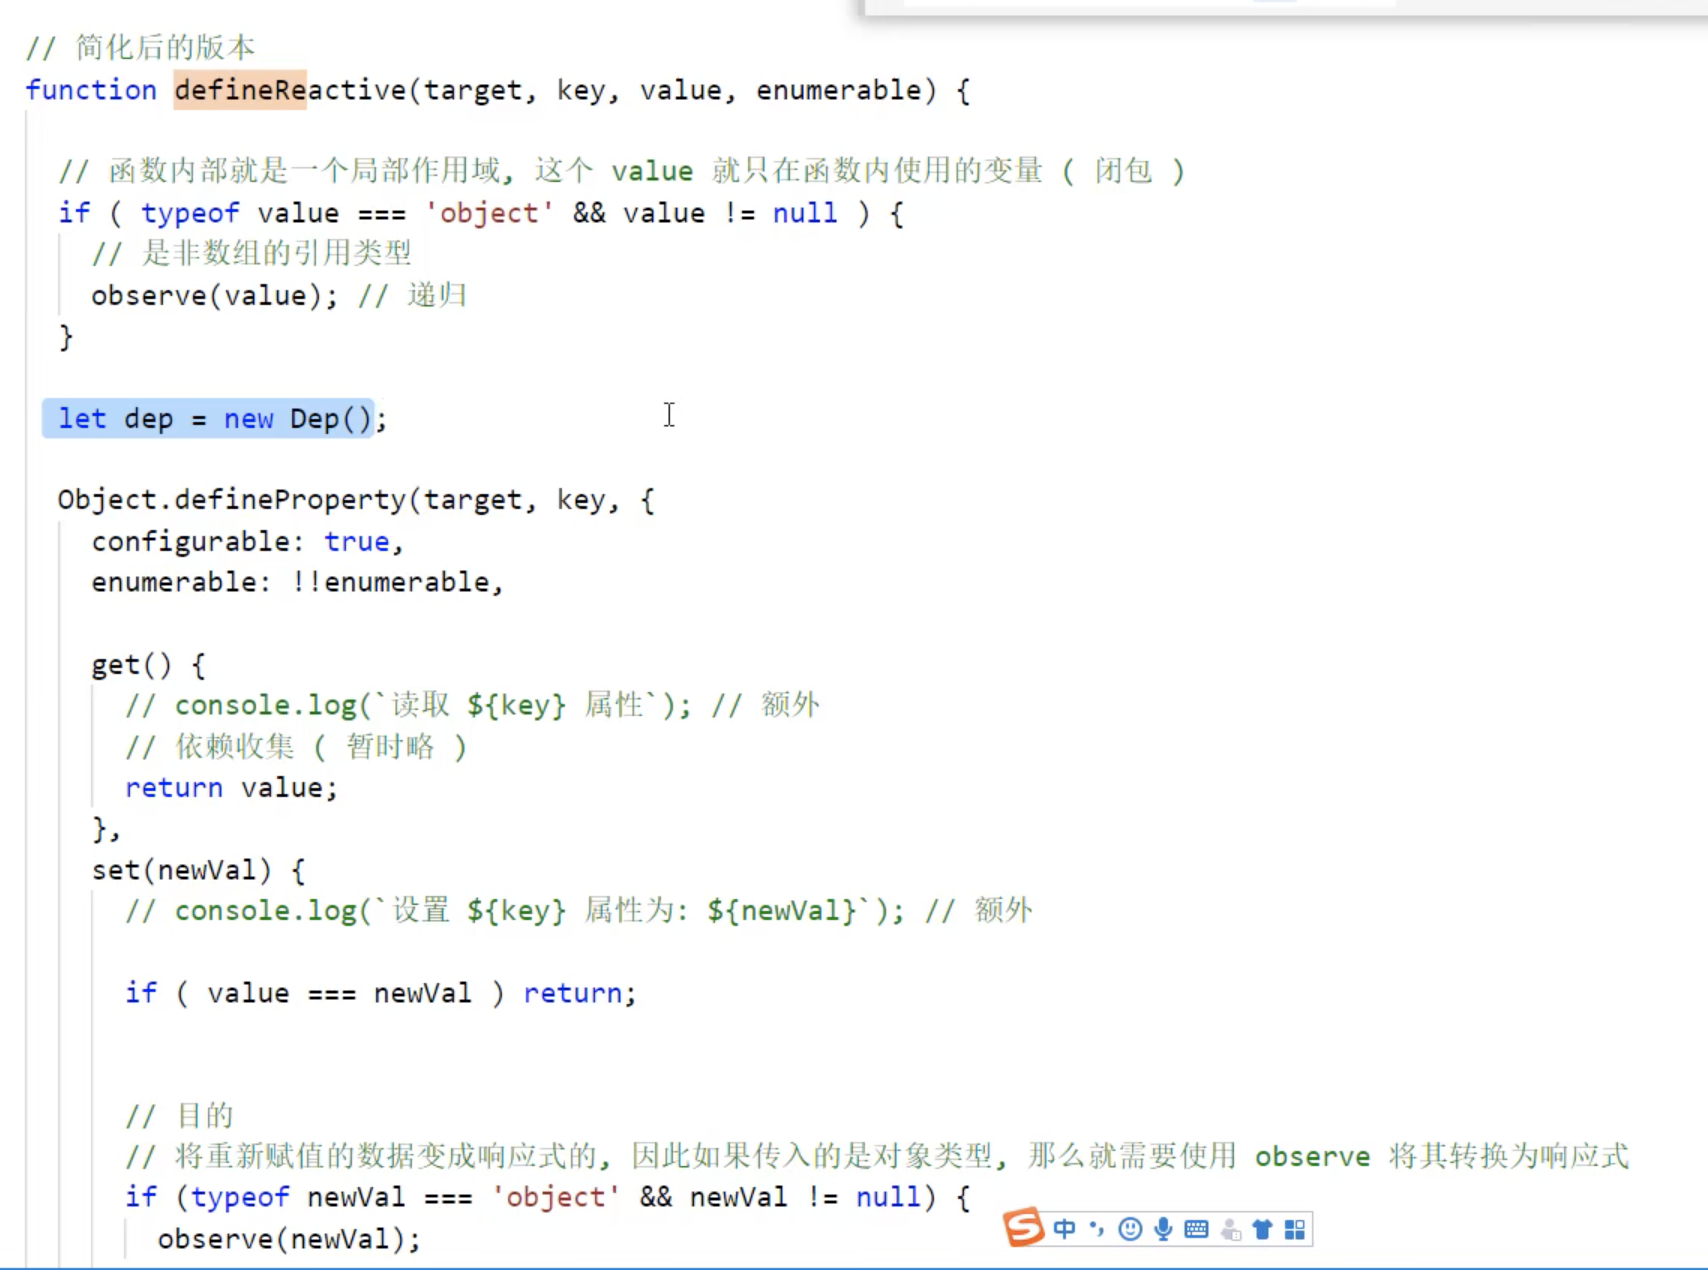 // 简化后的版本
function defineReactive(target, key, value, enumerable) {
// 函数内部就是一个局部作用域, 这个 value 就只在函数内使用的变量 ( 闭包 )
if ( typeof value === 'object' && value != null ) {
// 是非数组的引用类型
observe(value); // 递归
}
let dep = new Dep();
Object.defineProperty(target, key, {
configurable: true,
enumerable: !!enumerable,
get() {
// console.log(`读取 ${key} 属性`); // 额外
// 依赖收集 ( 暂时略 )
return value;
},
set(newVal) {
// console.log(`设置 ${key} 属性为: ${newVal}`); // 额外
if ( value === newVal ) return;
// 目的
// 将重新赋值的数据变成响应式的, 因此如果传入的是对象类型, 那么就需要使用 observe 将其转换为响应式
if (typeof newVal === 'object' && newVal != null) {
observe(newVal);
S 中